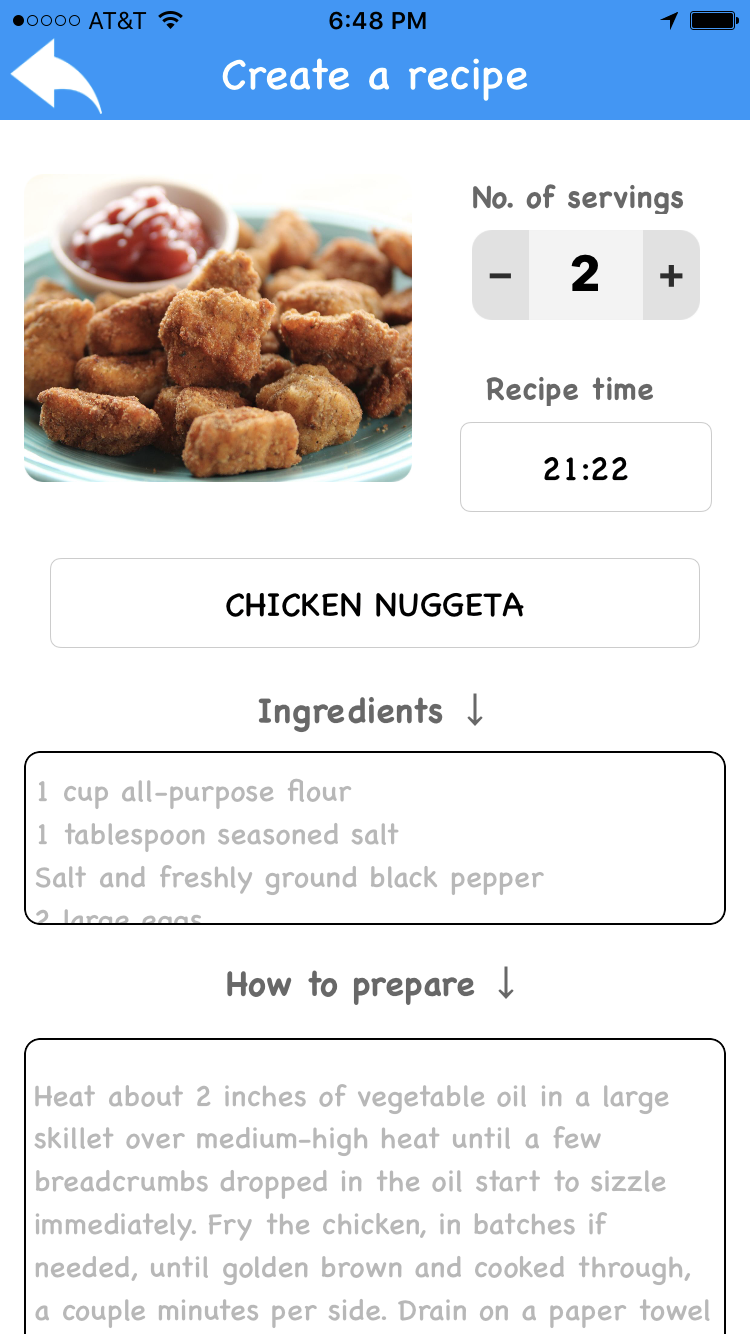 AT&T 6:48 PM
Create a recipe
No. of servings
− 2 +
Recipe time
21:22
CHICKEN NUGGETA
Ingredients ↓
1 cup all-purpose flour
1 tablespoon seasoned salt
Salt and freshly ground black pepper
2 large eggs
How to prepare ↓
Heat about 2 inches of vegetable oil in a large
skillet over medium-high heat until a few
breadcrumbs dropped in the oil start to sizzle
immediately. Fry the chicken, in batches if
needed, until golden brown and cooked through,
a couple minutes per side. Drain on a paper towel